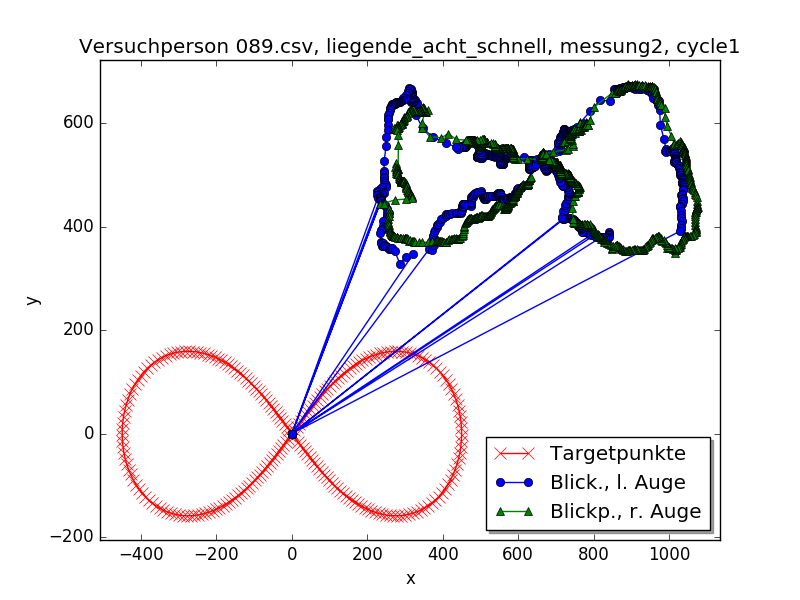 Versuchperson 089.csv, liegende_acht_schnell, messung2, cycle1
600
400
200
0
−200
y
−400
−200
0
200
400
600
800
1000
x
Targetpunkte
Blick., l. Auge
Blickp., r. Auge